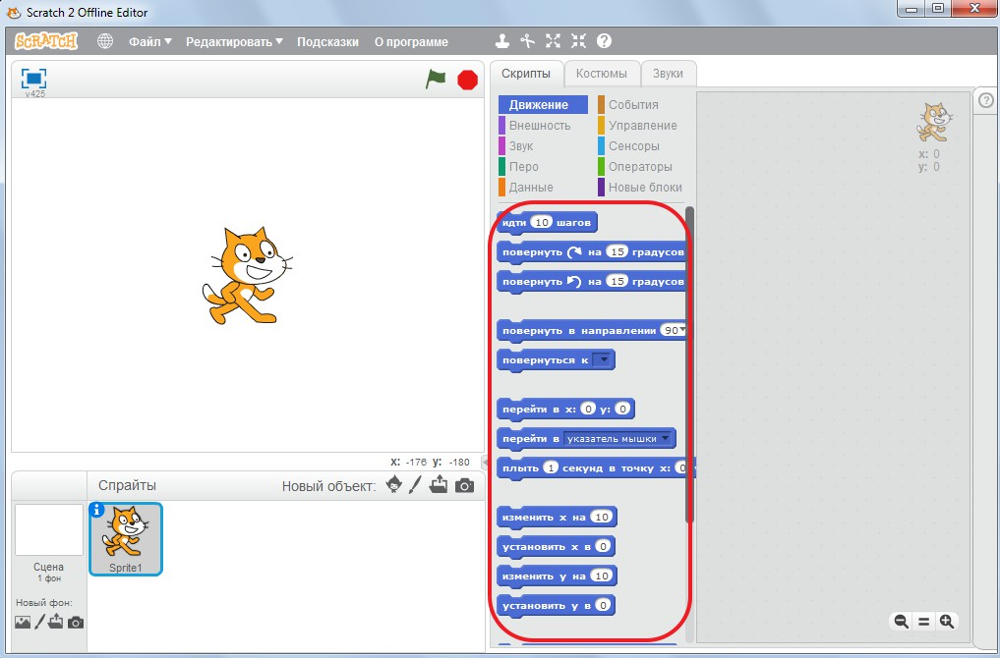 Scratch 2 Offline Editor
SCRATCH Файл Редактировать Подсказки О программе
v425
Скрипты Костюмы Звуки
Движение События
Внешность Управление
Звук Сенсоры
Перо Операторы
Данные Новые блоки
x: 0
y: 0
идти 10 шагов
повернуть на 15 градусов
повернуть на 15 градусов
повернуть в направлении 90
повернуться к
перейти в x: 0 y: 0
перейти в указатель мышки
плыть 1 секунд в точку x: 0
изменить x на 10
установить x в 0
изменить y на 10
установить y в 0
x: -176 y: -180
Спрайты Новый объект:
Сцена
1 фон
Новый фон:
Sprite1